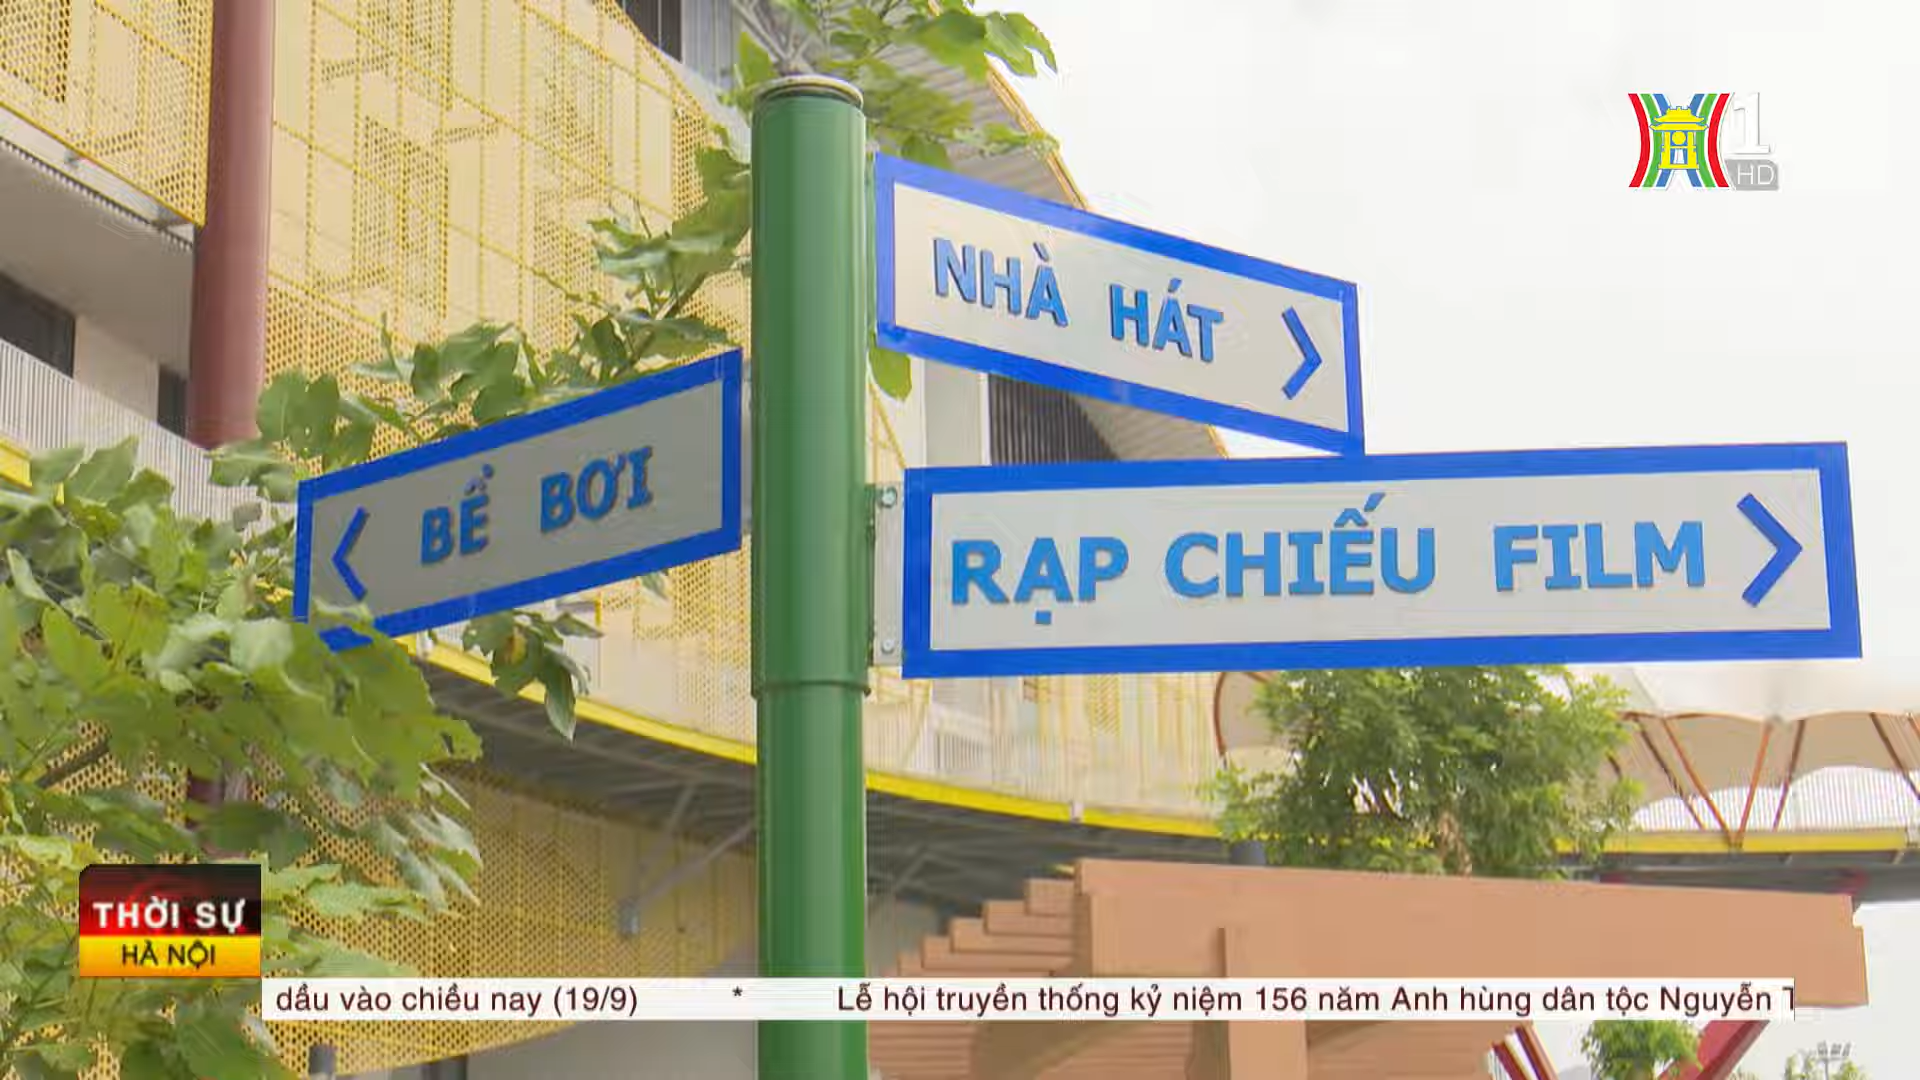 1
HD
NHÀ HÁT
BỂ BƠI
RẠP CHIẾU FILM
THỜI SỰ
HÀ NỘI
dầu vào chiều nay (19/9) * Lễ hội truyền thống kỷ niệm 156 năm Anh hùng dân tộc Nguyễn